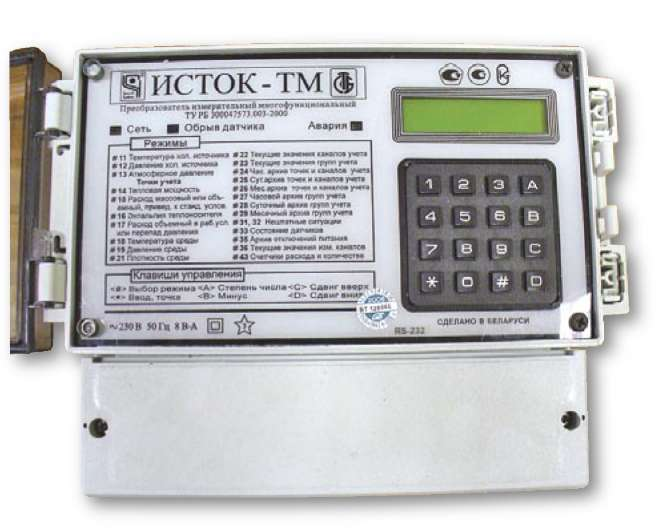 ИСТОК - ТМ
Преобразователь измерительный многофункциональный
ТУ РБ 300047573.003-2000
Сеть Обрыв датчика Авария
Режимы
#11 Температура хол. источника
#12 Давление хол. источника
#13 Атмосферное давление
Точки учета
#14 Тепловая мощность
#15 Расход массовый или объ-
емный, привед. к станд. услов.
#16 Энтальпия теплоносителя
#17 Расход объемный в раб.усл.
или перепад давления
#18 Температура среды
#19 Давление среды
#21 Плотность среды
#22 Текущие значения каналов учета
#23 Текущие значения групп учета
#24 Час. архив точек и каналов учета
#25 Сут.архив точек и каналов учета
#26 Мес.архив точек и каналов учета
#27 Часовой архив групп учета
#28 Суточный архив групп учета
#29 Месячный архив групп учета
#31, 32 Нештатные ситуации
#33 Состояние датчиков
#35 Архив отключений питания
#36 Текущие значения изм. каналов
#43 Счетчики расхода и количества
Клавиши управления
<#> Выбор режима <A> Степень числа <C> Сдвиг вверх
<*> Ввод, точка <B> Минус <D> Сдвиг вниз
~230 В 50 Гц 8 В·А
RS-232
1 2 3 A
4 5 6 B
7 8 9 C
* 0 # D
СДЕЛАНО В БЕЛАРУСИ